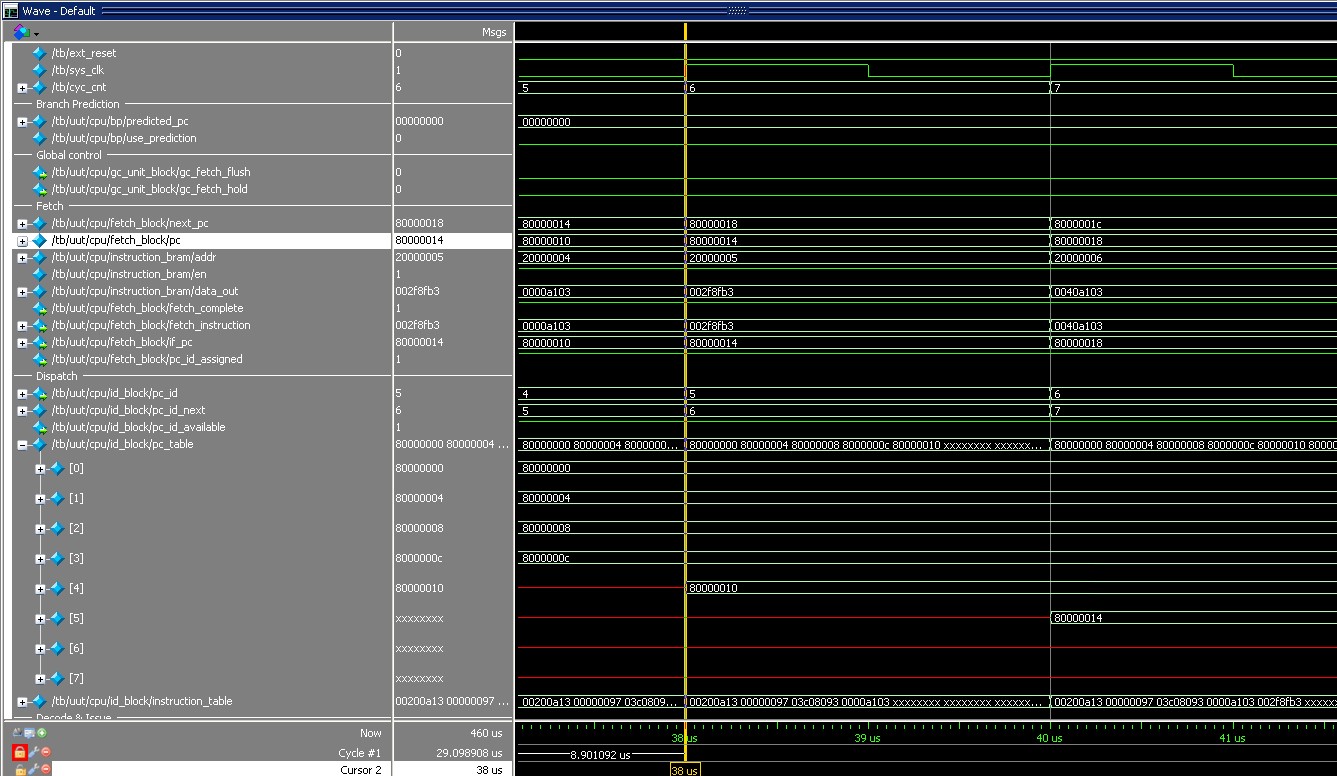 Wave - Default
Msgs
/tb/ext_reset 0
/tb/sys_clk 1
/tb/cyc_cnt 6 5 6 7
Branch Prediction
/tb/uut/cpu/bp/predicted_pc 00000000 00000000
/tb/uut/cpu/bp/use_prediction 0
Global control
/tb/uut/cpu/gc_unit_block/gc_fetch_flush 0
/tb/uut/cpu/gc_unit_block/gc_fetch_hold 0
Fetch
/tb/uut/cpu/fetch_block/next_pc 80000018 80000014 80000018 8000001c
/tb/uut/cpu/fetch_block/pc 80000014 80000010 80000014 80000018
/tb/uut/cpu/instruction_bram/addr 20000005 20000004 20000005 20000006
/tb/uut/cpu/instruction_bram/en 1
/tb/uut/cpu/instruction_bram/data_out 002f8fb3 0000a103 002f8fb3 0040a103
/tb/uut/cpu/fetch_block/fetch_complete 1
/tb/uut/cpu/fetch_block/fetch_instruction 002f8fb3 0000a103 002f8fb3 0040a103
/tb/uut/cpu/fetch_block/if_pc 80000014 80000010 80000014 80000018
/tb/uut/cpu/fetch_block/pc_id_assigned 1
Dispatch
/tb/uut/cpu/id_block/pc_id 5 4 5 6
/tb/uut/cpu/id_block/pc_id_next 6 5 6 7
/tb/uut/cpu/id_block/pc_id_available 1
/tb/uut/cpu/id_block/pc_table 80000000 80000004 ... 80000000 80000004 8000000... 80000000 80000004 80000008 8000000c 80000010 xxxxxxxx xxxxxx... 80000000 80000004 80000008 8000000c 80000010 8000
[0] 80000000 80000000
[1] 80000004 80000004
[2] 80000008 80000008
[3] 8000000c 8000000c
[4] 80000010 80000010
[5] xxxxxxxx 80000014
[6] xxxxxxxx
[7] xxxxxxxx
/tb/uut/cpu/id_block/instruction_table 00200a13 00000097 ... 00200a13 00000097 03c809... 00200a13 00000097 03c08093 0000a103 xxxxxxxx xxxxxxxx xxxxxx... 00200a13 00000097 03c08093 0000a103 002f8fb3 xxxxxx
Decode & Issue
Now 460 us 38 us 39 us 40 us 41 us
Cycle #1 29.098908 us 8.901092 us
Cursor 2 38 us 38 us